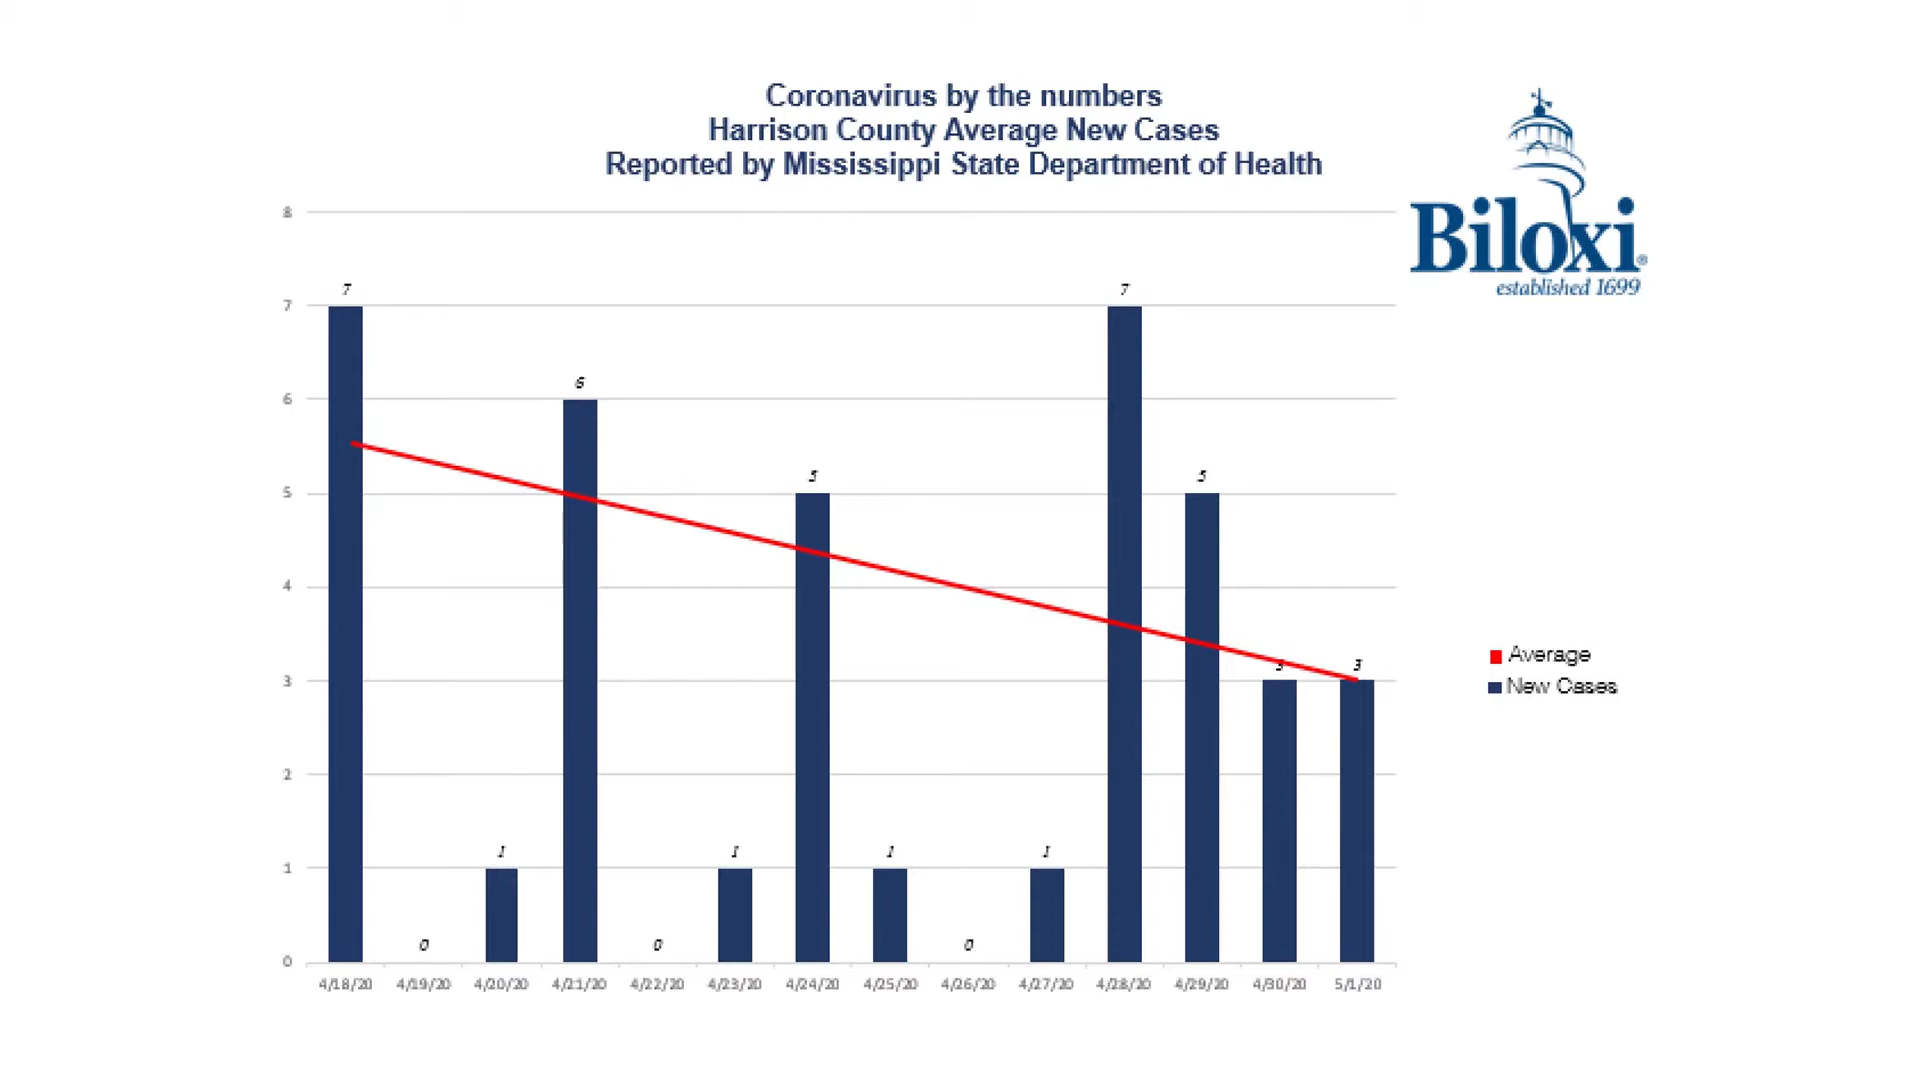 Coronavirus by the numbers
Harrison County Average New Cases
Reported by Mississippi State Department of Health
Biloxi®
established 1699
8
7
6
5
4
3
2
1
0
7
0
1
6
0
1
5
1
0
1
7
5
3
3
4/18/20 4/19/20 4/20/20 4/21/20 4/22/20 4/23/20 4/24/20 4/25/20 4/26/20 4/27/20 4/28/20 4/29/20 4/30/20 5/1/20
Average
New Cases